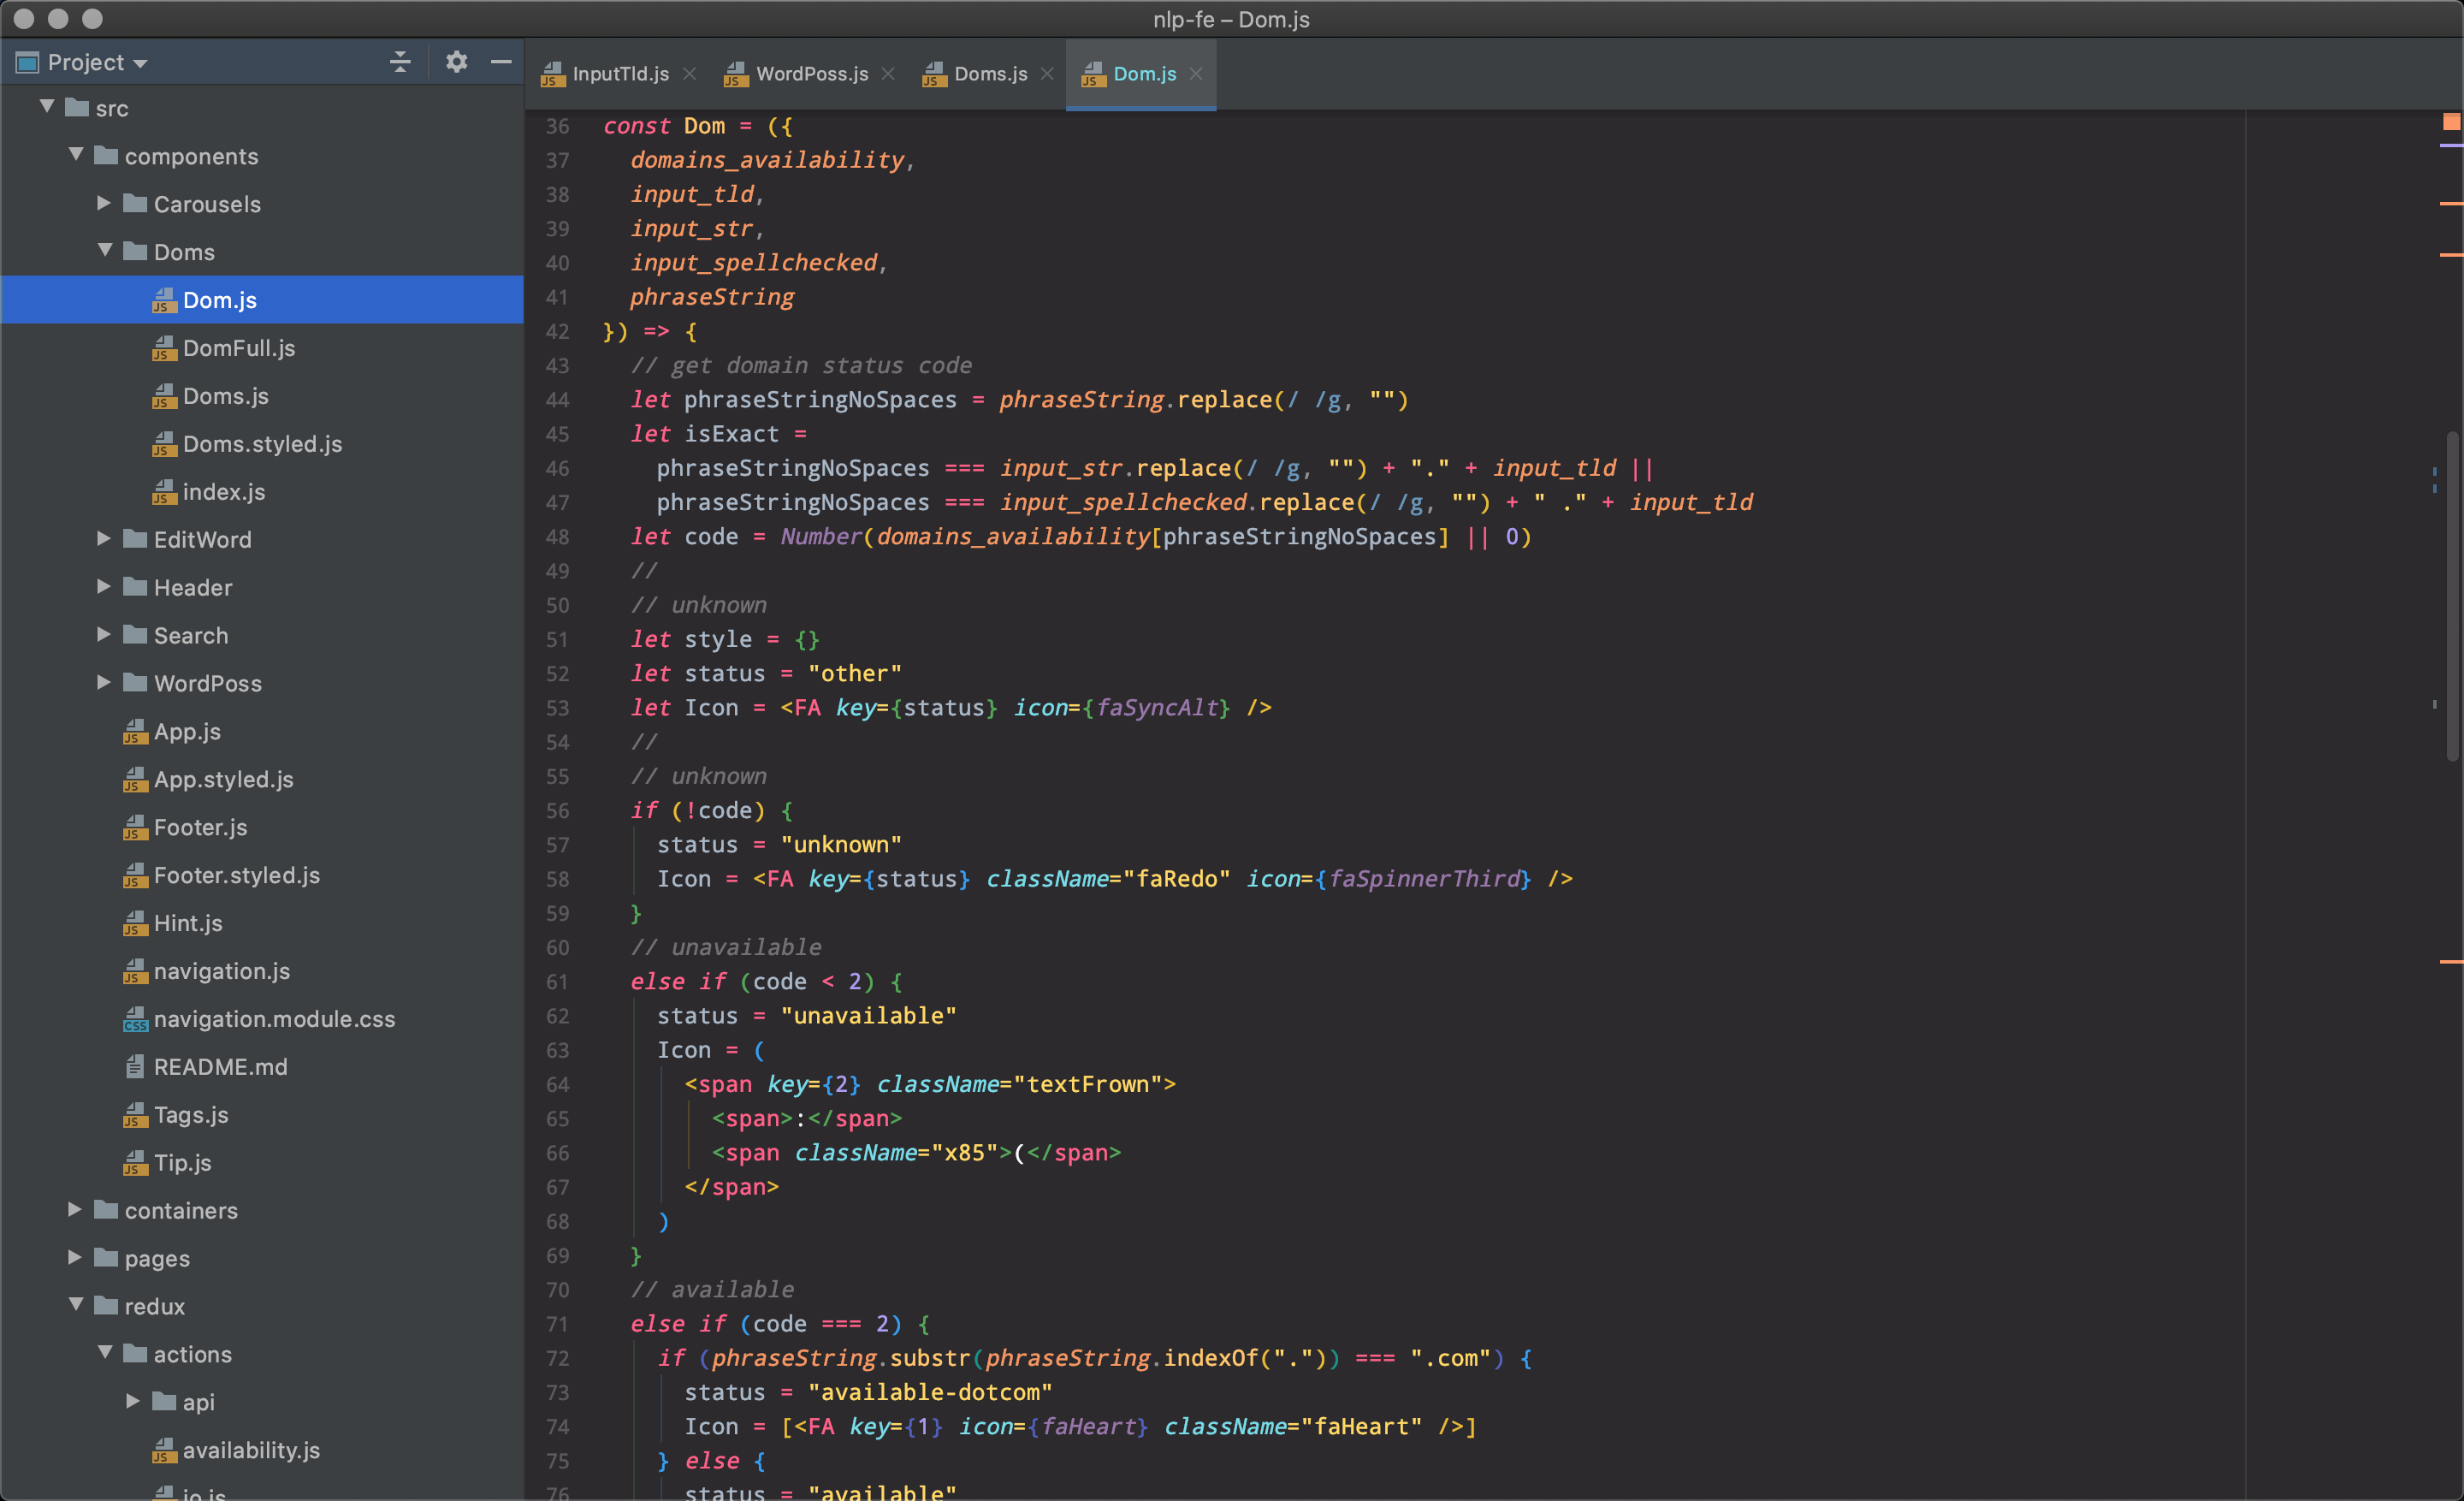 nlp-fe – Dom.js
Project
src
components
Carousels
Doms
Dom.js
DomFull.js
Doms.js
Doms.styled.js
index.js
EditWord
Header
Search
WordPoss
App.js
App.styled.js
Footer.js
Footer.styled.js
Hint.js
navigation.js
navigation.module.css
README.md
Tags.js
Tip.js
containers
pages
redux
actions
api
availability.js
io.js
InputTld.js WordPoss.js Doms.js Dom.js
36 const Dom = ({
37 domains_availability,
38 input_tld,
39 input_str,
40 input_spellchecked,
41 phraseString
42 }) => {
43 // get domain status code
44 let phraseStringNoSpaces = phraseString.replace(/ /g, "")
45 let isExact =
46 phraseStringNoSpaces === input_str.replace(/ /g, "") + "." + input_tld ||
47 phraseStringNoSpaces === input_spellchecked.replace(/ /g, "") + " ." + input_tld
48 let code = Number(domains_availability[phraseStringNoSpaces] || 0)
49 //
50 // unknown
51 let style = {}
52 let status = "other"
53 let Icon = <FA key={status} icon={faSyncAlt} />
54 //
55 // unknown
56 if (!code) {
57 status = "unknown"
58 Icon = <FA key={status} className="faRedo" icon={faSpinnerThird} />
59 }
60 // unavailable
61 else if (code < 2) {
62 status = "unavailable"
63 Icon = (
64 <span key={2} className="textFrown">
65 <span>:</span>
66 <span className="x85">(</span>
67 </span>
68 )
69 }
70 // available
71 else if (code === 2) {
72 if (phraseString.substr(phraseString.indexOf(".")) === ".com") {
73 status = "available-dotcom"
74 Icon = [<FA key={1} icon={faHeart} className="faHeart" />]
75 } else {
76 status = "available"